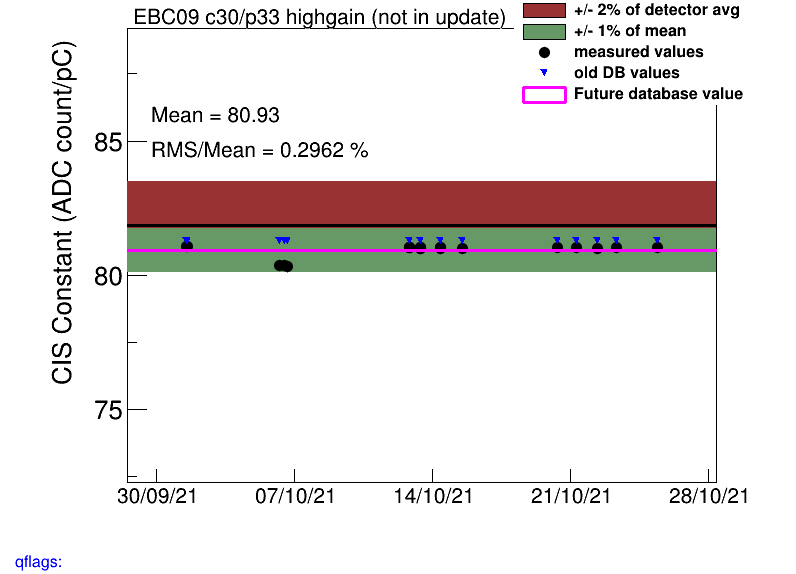 EBC09 c30/p33 highgain (not in update)
+/- 2% of detector avg
+/- 1% of mean
measured values
old DB values
Future database value
Mean = 80.93
RMS/Mean = 0.2962 %
CIS Constant (ADC count/pC)
85
80
75
30/09/21 07/10/21 14/10/21 21/10/21 28/10/21
qflags: